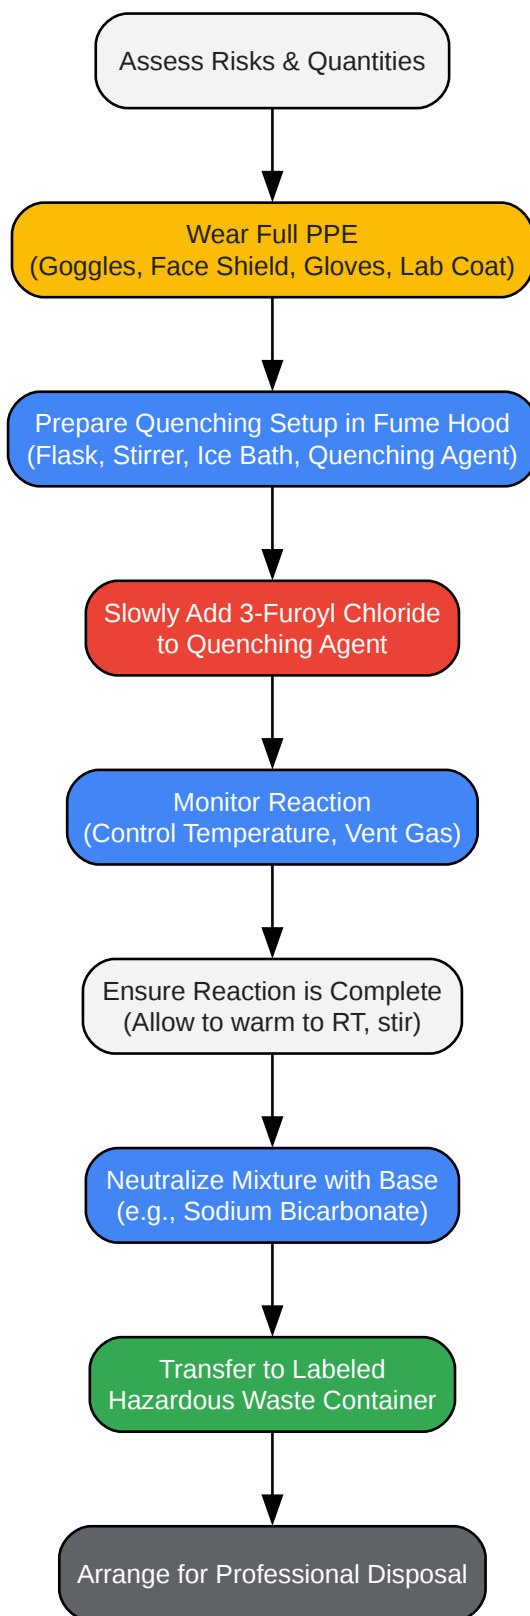 Assess Risks & Quantities
Wear Full PPE
(Goggles, Face Shield, Gloves, Lab Coat)
Prepare Quenching Setup in Fume Hood
(Flask, Stirrer, Ice Bath, Quenching Agent)
Slowly Add 3-Furoyl Chloride
to Quenching Agent
Monitor Reaction
(Control Temperature, Vent Gas)
Ensure Reaction is Complete
(Allow to warm to RT, stir)
Neutralize Mixture with Base
(e.g., Sodium Bicarbonate)
Transfer to Labeled
Hazardous Waste Container
Arrange for Professional Disposal